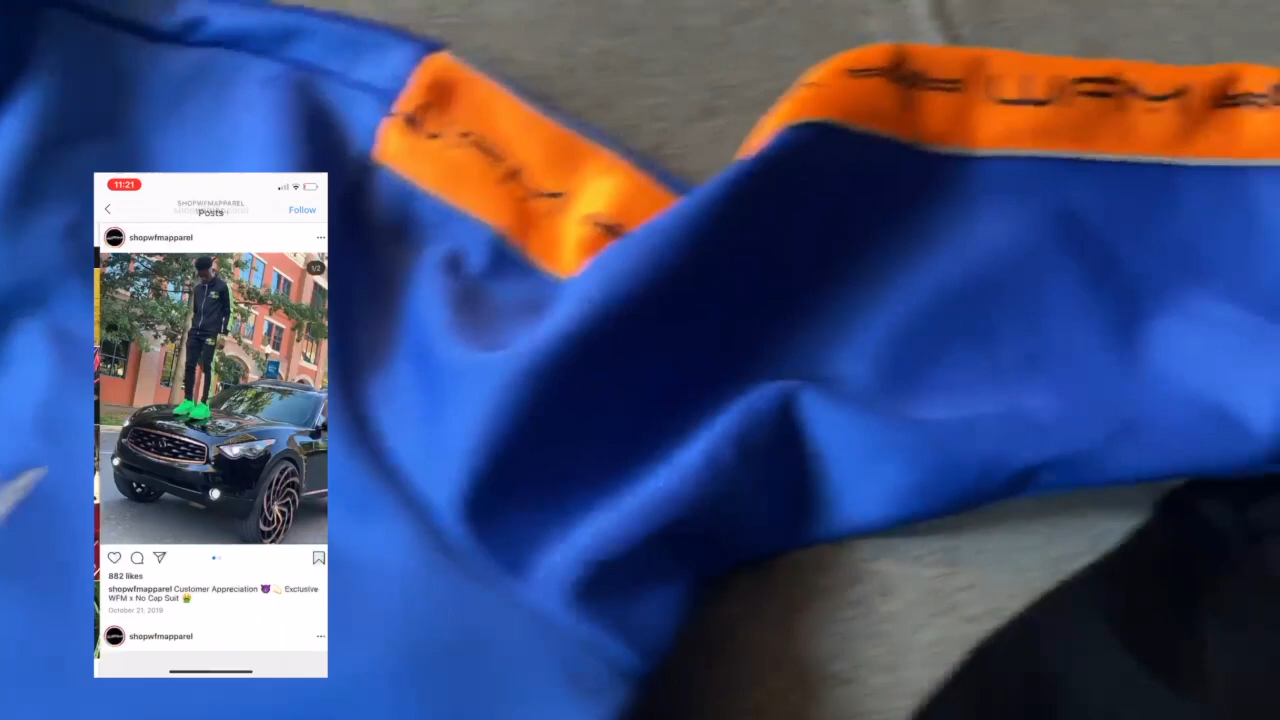 11:21
SHOPWFMAPPAREL
Posts
Follow
shopwfmapparel
1/2
882 likes
shopwfmapparel Customer Appreciation 😈 💫 Exclusive
WFM x No Cap Suit 🤑
October 21, 2019
shopwfmapparel
WFM